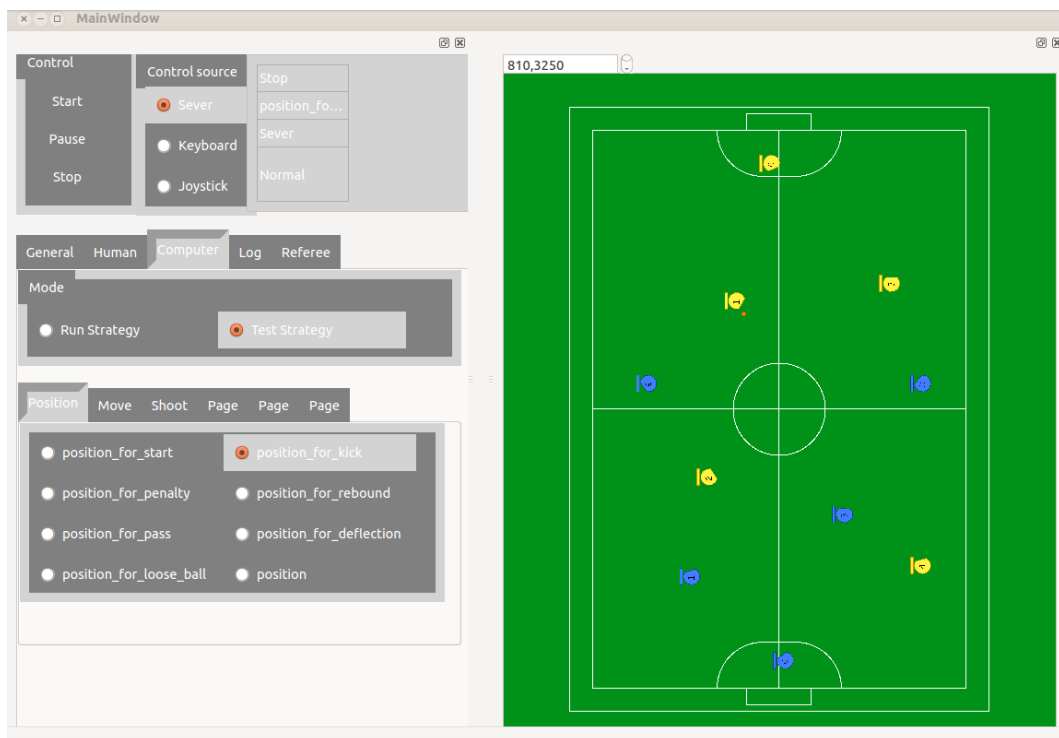 MainWindow
Control
Start
Pause
Stop
Control source
Sever
Keyboard
Joystick
Stop
position_fo...
Sever
Normal
810,3250
General Human Computer Log Referee
Mode
Run Strategy Test Strategy
Position Move Shoot Page Page Page
position_for_start position_for_kick
position_for_penalty position_for_rebound
position_for_pass position_for_deflection
position_for_loose_ball position